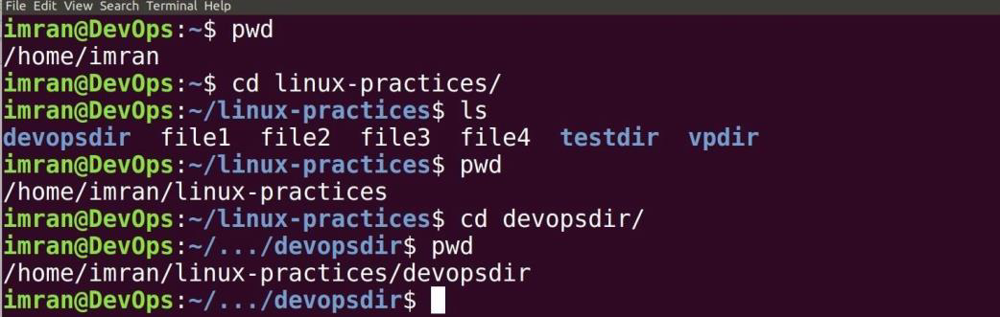 File Edit View Search Terminal Help
imran@DevOps:~$ pwd
/home/imran
imran@DevOps:~$ cd linux-practices/
imran@DevOps:~/linux-practices$ ls
devopsdir file1 file2 file3 file4 testdir vpdir
imran@DevOps:~/linux-practices$ pwd
/home/imran/linux-practices
imran@DevOps:~/linux-practices$ cd devopsdir/
imran@DevOps:~/.../devopsdir$ pwd
/home/imran/linux-practices/devopsdir
imran@DevOps:~/.../devopsdir$